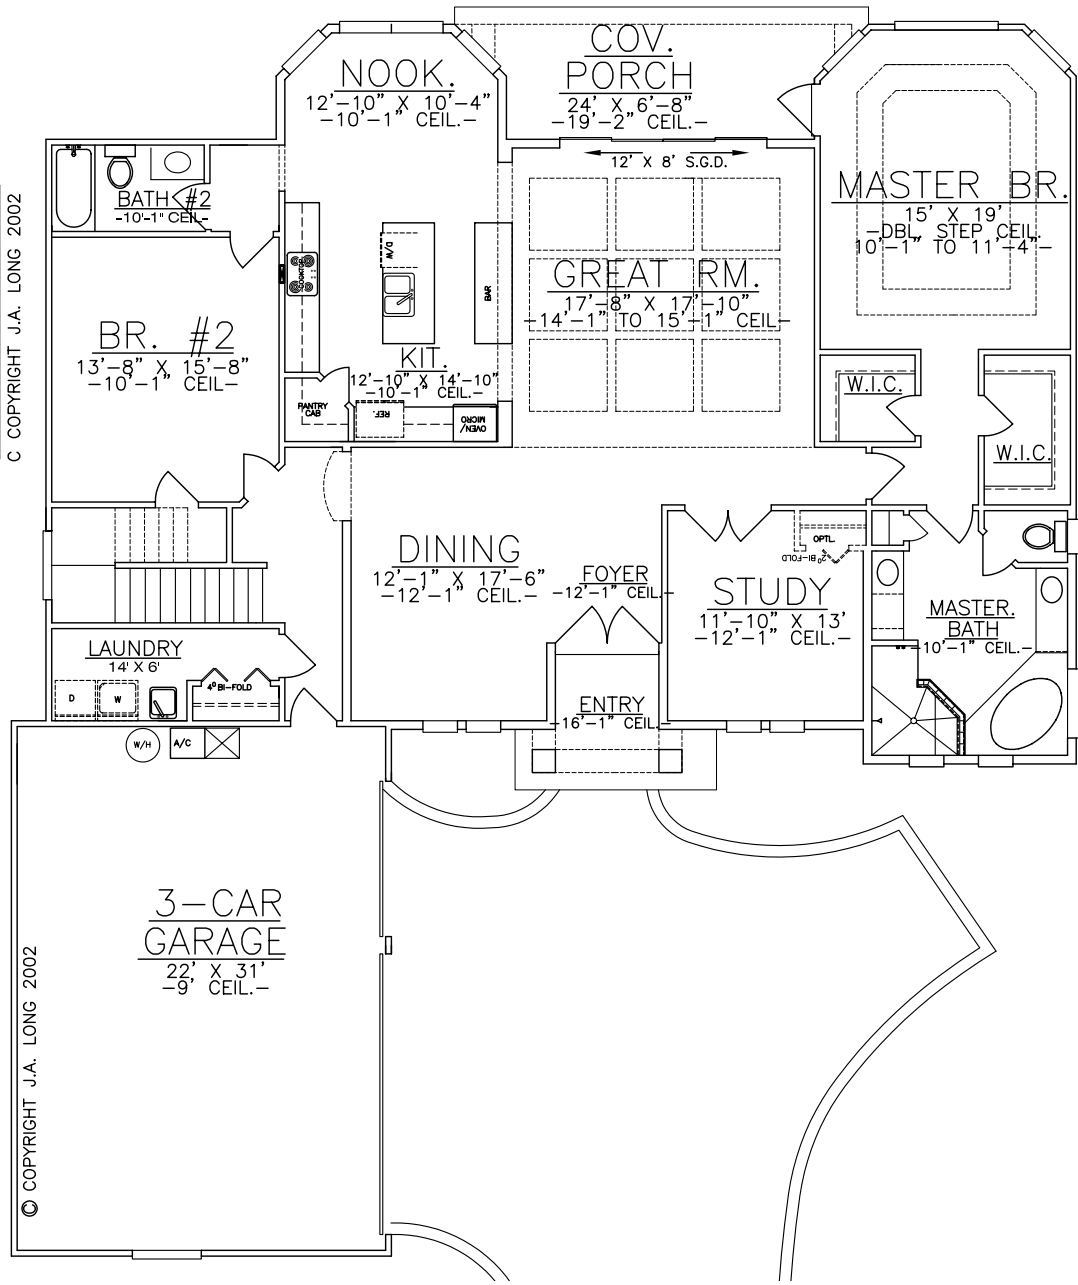 NOOK.
12'-10" X 10'-4"
-10'-1" CEIL.-
COV.
PORCH
24' X 6'-8"
-19'-2" CEIL.-
12' X 8' S.G.D.
MASTER BR.
15' X 19'
-DBL. STEP CEIL.
10'-1" TO 11'-4"-
BATH #2
-10'-1" CEIL-
D/W
COOKTOP
BAR
GREAT RM.
17'-8" X 17'-10"
-14'-1" TO 15'-1" CEIL-
BR. #2
13'-8" X 15'-8"
-10'-1" CEIL-
KIT.
12'-10" X 14'-10"
-10'-1" CEIL.-
PANTRY
CAB
REF.
OVEN/
MICRO
W.I.C.
W.I.C.
C COPYRIGHT J.A. LONG 2002
DINING
12'-1" X 17'-6"
-12'-1" CEIL.-
FOYER
-12'-1" CEIL.-
OPTL.
2⁰ BI-FOLD
STUDY
11'-10" X 13'
-12'-1" CEIL.-
MASTER.
BATH
-10'-1" CEIL.-
LAUNDRY
14' X 6'
D
W
4⁰ BI-FOLD
ENTRY
-16'-1" CEIL.-
W/H
A/C
3-CAR
GARAGE
22' X 31'
-9' CEIL.-
© COPYRIGHT J.A. LONG 2002